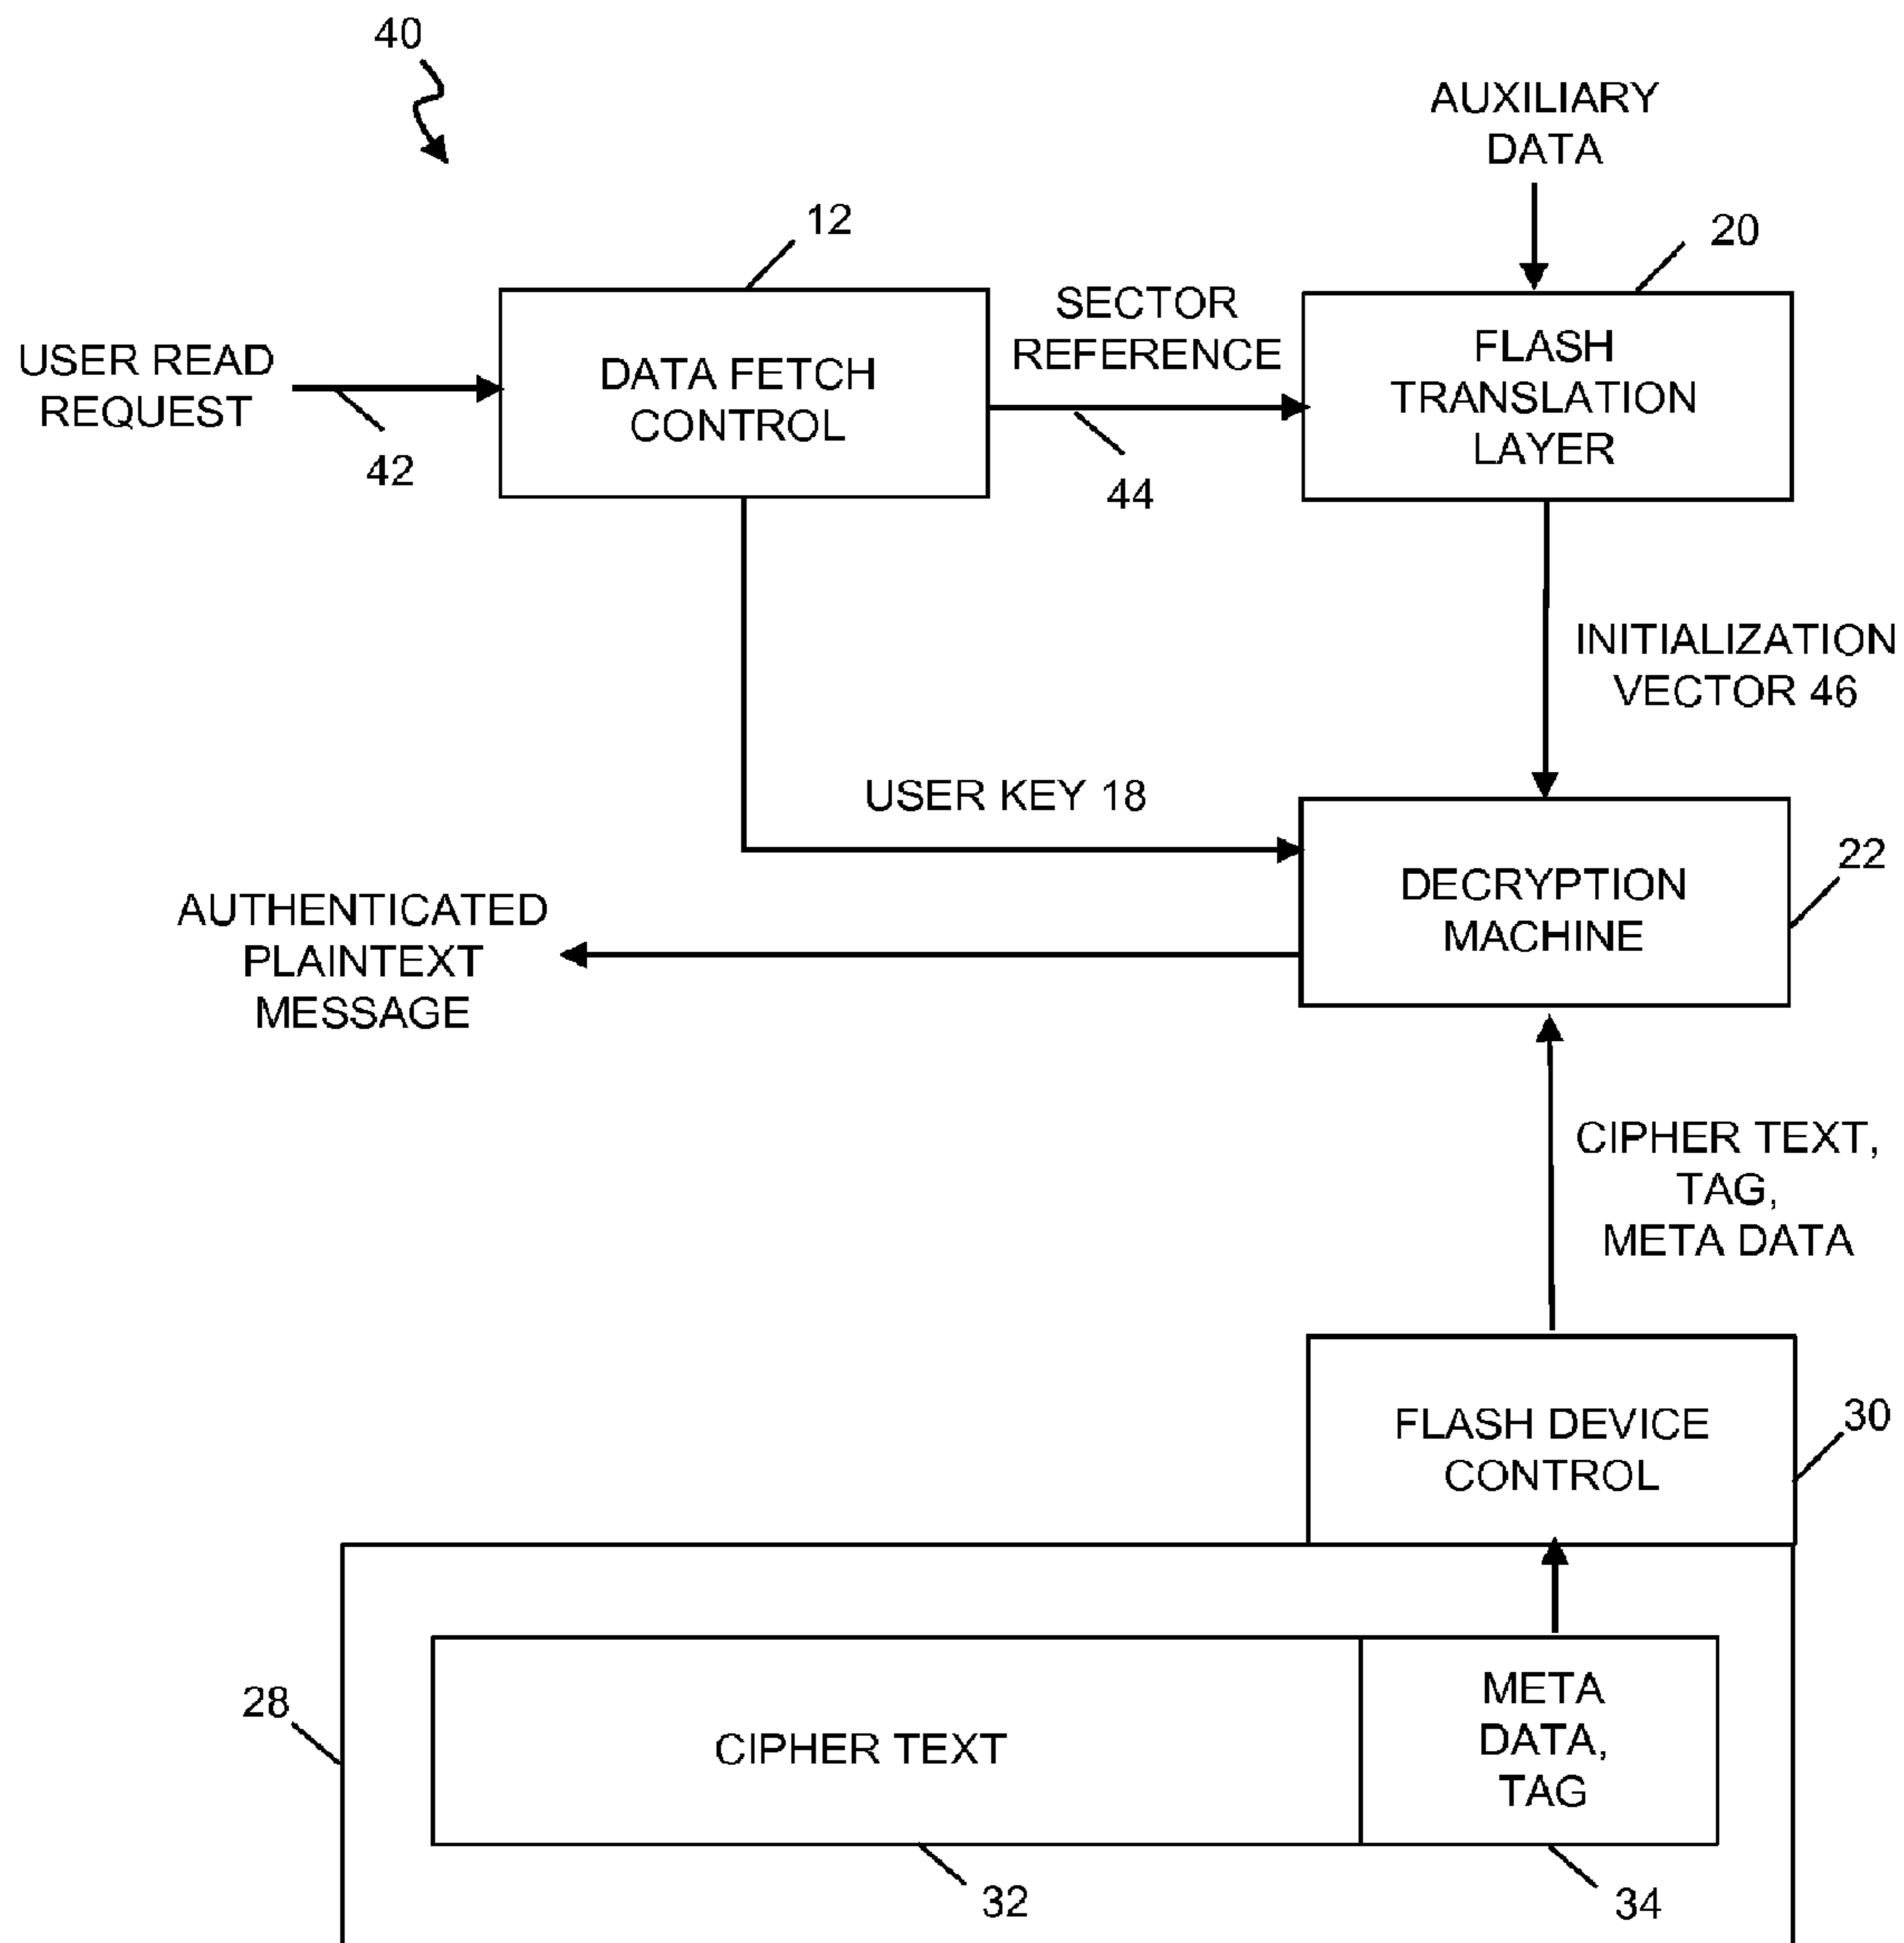 40
AUXILIARY
DATA
12
20
USER READ
REQUEST
42
DATA FETCH
CONTROL
SECTOR
REFERENCE
44
FLASH
TRANSLATION
LAYER
INITIALIZATION
VECTOR 46
USER KEY 18
22
DECRYPTION
MACHINE
AUTHENTICATED
PLAINTEXT
MESSAGE
CIPHER TEXT,
TAG,
META DATA
30
FLASH DEVICE
CONTROL
28
CIPHER TEXT
META
DATA,
TAG
32
34